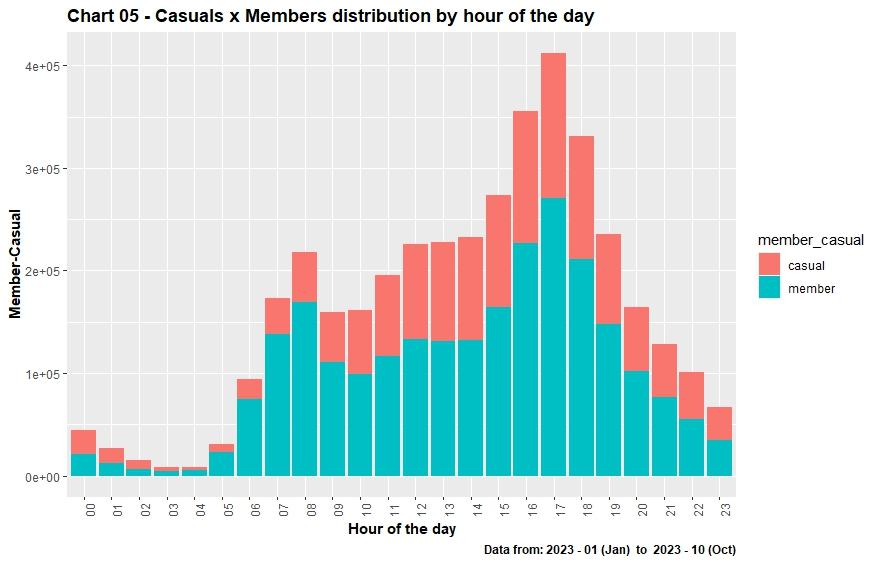 Chart 05 - Casuals x Members distribution by hour of the day
Member-Casual
4e+05
3e+05
2e+05
1e+05
0e+00
00 01 02 03 04 05 06 07 08 09 10 11 12 13 14 15 16 17 18 19 20 21 22 23
Hour of the day
member_casual
casual
member
Data from: 2023 - 01 (Jan) to 2023 - 10 (Oct)